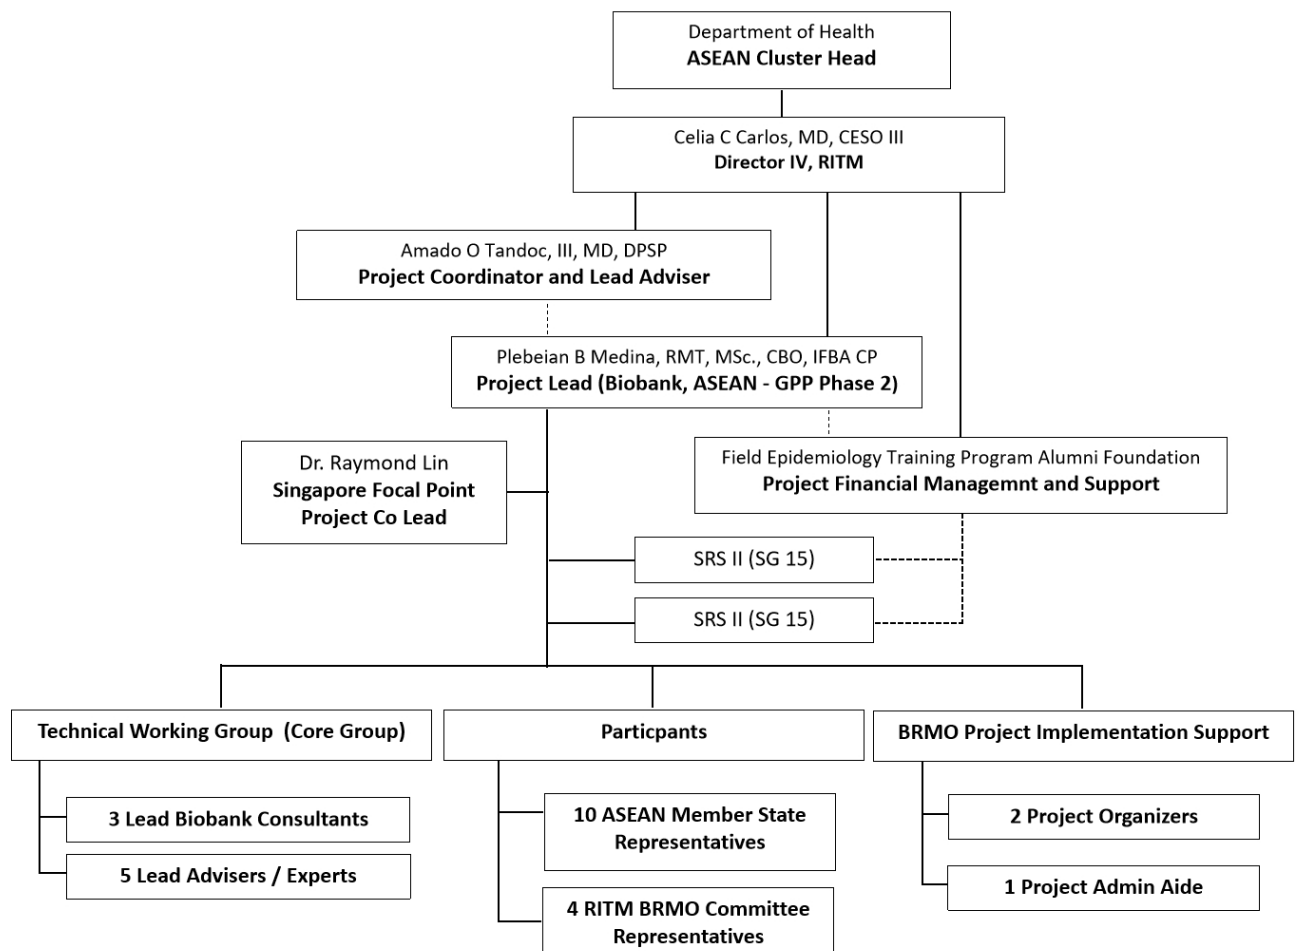 Department of Health
ASEAN Cluster Head
Celia C Carlos, MD, CESO III
Director IV, RITM
Amado O Tandoc, III, MD, DPSP
Project Coordinator and Lead Adviser
Plebeian B Medina, RMT, MSc., CBO, IFBA CP
Project Lead (Biobank, ASEAN - GPP Phase 2)
Dr. Raymond Lin
Singapore Focal Point
Project Co Lead
Field Epidemiology Training Program Alumni Foundation
Project Financial Managemnt and Support
SRS II (SG 15)
SRS II (SG 15)
Technical Working Group  (Core Group)
3 Lead Biobank Consultants
5 Lead Advisers / Experts
Particpants
10 ASEAN Member State
Representatives
4 RITM BRMO Committee
Representatives
BRMO Project Implementation Support
2 Project Organizers
1 Project Admin Aide